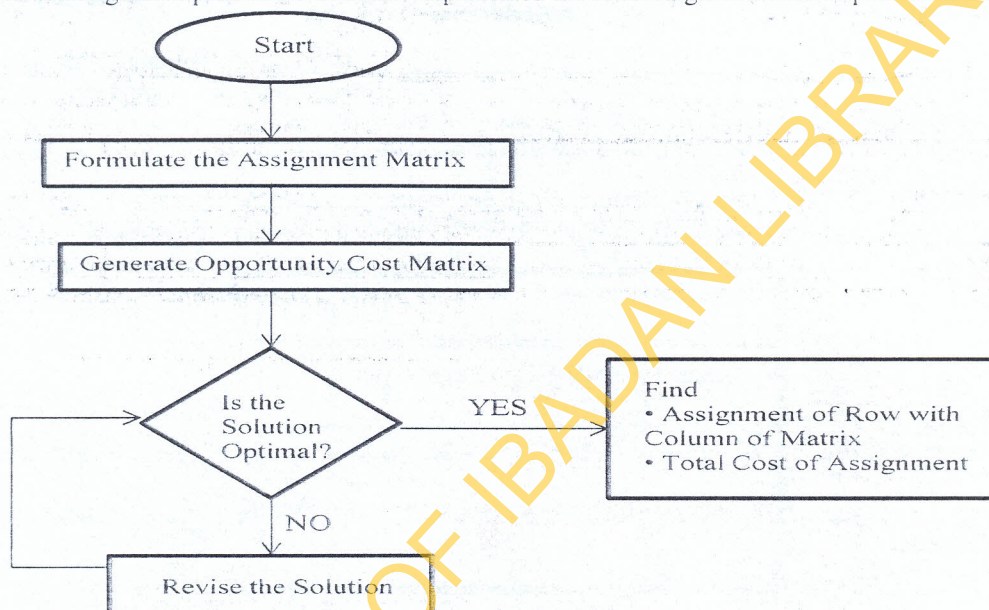 Start
Formulate the Assignment Matrix
Generate Opportunity Cost Matrix
Is the
Solution
Optimal?
YES
Find
• Assignment of Row with
Column of Matrix
• Total Cost of Assignment
NO
Revise the Solution
OF IBADAN LIBRAR